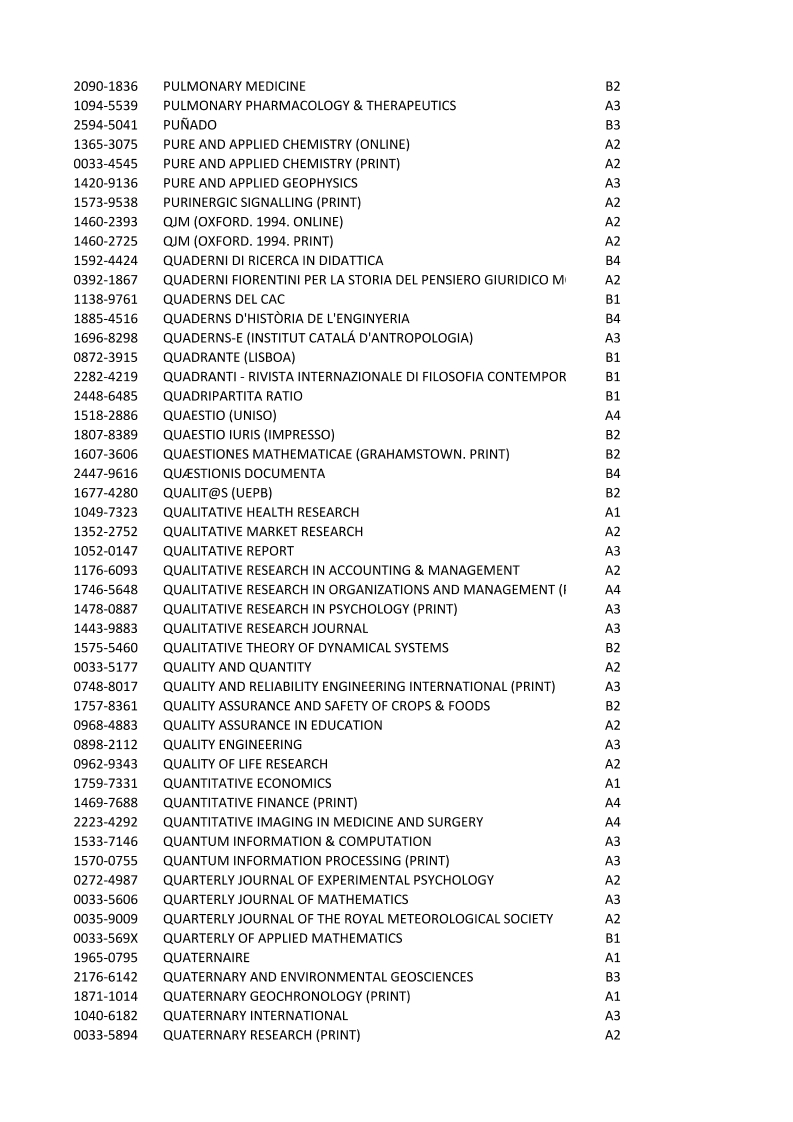 2090-1836 PULMONARY MEDICINE B2
1094-5539 PULMONARY PHARMACOLOGY & THERAPEUTICS A3
2594-5041 PUÑADO B3
1365-3075 PURE AND APPLIED CHEMISTRY (ONLINE) A2
0033-4545 PURE AND APPLIED CHEMISTRY (PRINT) A2
1420-9136 PURE AND APPLIED GEOPHYSICS A3
1573-9538 PURINERGIC SIGNALLING (PRINT) A2
1460-2393 QJM (OXFORD. 1994. ONLINE) A2
1460-2725 QJM (OXFORD. 1994. PRINT) A2
1592-4424 QUADERNI DI RICERCA IN DIDATTICA B4
0392-1867 QUADERNI FIORENTINI PER LA STORIA DEL PENSIERO GIURIDICO A2
1138-9761 QUADERNS DEL CAC B1
1885-4516 QUADERNS D'HISTÒRIA DE L'ENGINYERIA B4
1696-8298 QUADERNS-E (INSTITUT CATALÁ D'ANTROPOLOGIA) A3
0872-3915 QUADRANTE (LISBOA) B1
2282-4219 QUADRANTI - RIVISTA INTERNAZIONALE DI FILOSOFIA CONTEMPOR B1
2448-6485 QUADRIPARTITA RATIO B1
1518-2886 QUAESTIO (UNISO) A4
1807-8389 QUAESTIO IURIS (IMPRESSO) B2
1607-3606 QUAESTIONES MATHEMATICAE (GRAHAMSTOWN. PRINT) B2
2447-9616 QUÆSTIONIS DOCUMENTA B4
1677-4280 QUALIT@S (UEPB) B2
1049-7323 QUALITATIVE HEALTH RESEARCH A1
1352-2752 QUALITATIVE MARKET RESEARCH A2
1052-0147 QUALITATIVE REPORT A3
1176-6093 QUALITATIVE RESEARCH IN ACCOUNTING & MANAGEMENT A2
1746-5648 QUALITATIVE RESEARCH IN ORGANIZATIONS AND MANAGEMENT A4
1478-0887 QUALITATIVE RESEARCH IN PSYCHOLOGY (PRINT) A3
1443-9883 QUALITATIVE RESEARCH JOURNAL A3
1575-5460 QUALITATIVE THEORY OF DYNAMICAL SYSTEMS B2
0033-5177 QUALITY AND QUANTITY A2
0748-8017 QUALITY AND RELIABILITY ENGINEERING INTERNATIONAL (PRINT) A3
1757-8361 QUALITY ASSURANCE AND SAFETY OF CROPS & FOODS B2
0968-4883 QUALITY ASSURANCE IN EDUCATION A2
0898-2112 QUALITY ENGINEERING A3
0962-9343 QUALITY OF LIFE RESEARCH A2
1759-7331 QUANTITATIVE ECONOMICS A1
1469-7688 QUANTITATIVE FINANCE (PRINT) A4
2223-4292 QUANTITATIVE IMAGING IN MEDICINE AND SURGERY A4
1533-7146 QUANTUM INFORMATION & COMPUTATION A3
1570-0755 QUANTUM INFORMATION PROCESSING (PRINT) A3
0272-4987 QUARTERLY JOURNAL OF EXPERIMENTAL PSYCHOLOGY A2
0033-5606 QUARTERLY JOURNAL OF MATHEMATICS A3
0035-9009 QUARTERLY JOURNAL OF THE ROYAL METEOROLOGICAL SOCIETY A2
0033-569X QUARTERLY OF APPLIED MATHEMATICS B1
1965-0795 QUATERNAIRE A1
2176-6142 QUATERNARY AND ENVIRONMENTAL GEOSCIENCES B3
1871-1014 QUATERNARY GEOCHRONOLOGY (PRINT) A1
1040-6182 QUATERNARY INTERNATIONAL A3
0033-5894 QUATERNARY RESEARCH (PRINT) A2